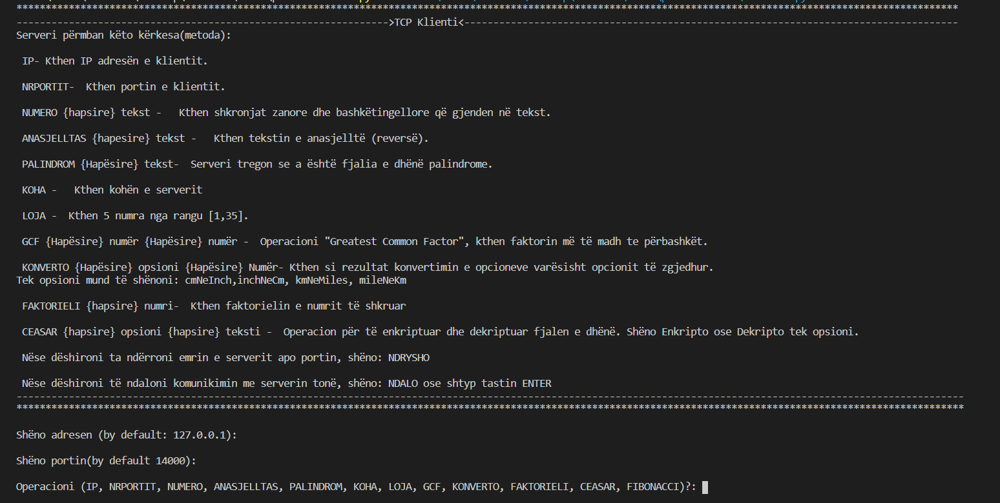 ****************************************************************************************************************************************************************** 
---------------------------------------------------------------->TCP Klienti<-------------------------------------------------------------------------------------
Serveri përmban këto kërkesa(metoda):
IP- Kthen IP adresën e klientit.
NRPORTIT-  Kthen portin e klientit.
NUMERO {hapsire} tekst -   Kthen shkronjat zanore dhe bashkëtingellore që gjenden në tekst.
ANASJELLTAS {hapesire} tekst -   Kthen tekstin e anasjelltë (reversë).
PALINDROM {Hapësire} tekst-  Serveri tregon se a është fjalia e dhënë palindrome.
KOHA -   Kthen kohën e serverit
LOJA -  Kthen 5 numra nga rangu [1,35].
GCF {Hapësire} numër {Hapësire} numër -  Operacioni "Greatest Common Factor", kthen faktorin më të madh te përbashkët.
KONVERTO {Hapësire} opsioni {Hapësire} Numër- Kthen si rezultat konvertimin e opcioneve varësisht opcionit të zgjedhur.
Tek opsioni mund të shënoni: cmNeInch,inchNeCm, kmNeMiles, mileNeKm
FAKTORIELI {hapsire} numri-  Kthen faktorielin e numrit të shkruar
CEASAR {hapsire} opsioni {hapsire} teksti -  Operacion për të enkriptuar dhe dekriptuar fjalen e dhënë. Shëno Enkripto ose Dekripto tek opsioni.
Nëse dëshironi ta ndërroni emrin e serverit apo portin, shëno: NDRYSHO
Nëse dëshironi të ndaloni komunikimin me serverin tonë, shëno: NDALO ose shtyp tastin ENTER
-------------------------------------------------------------------------------------------------------------------------------------------------------------------
*******************************************************************************************************************************************************************
Shëno adresen (by default: 127.0.0.1):
Shëno portin(by default 14000):
Operacioni (IP, NRPORTIT, NUMERO, ANASJELLTAS, PALINDROM, KOHA, LOJA, GCF, KONVERTO, FAKTORIELI, CEASAR, FIBONACCI)?: